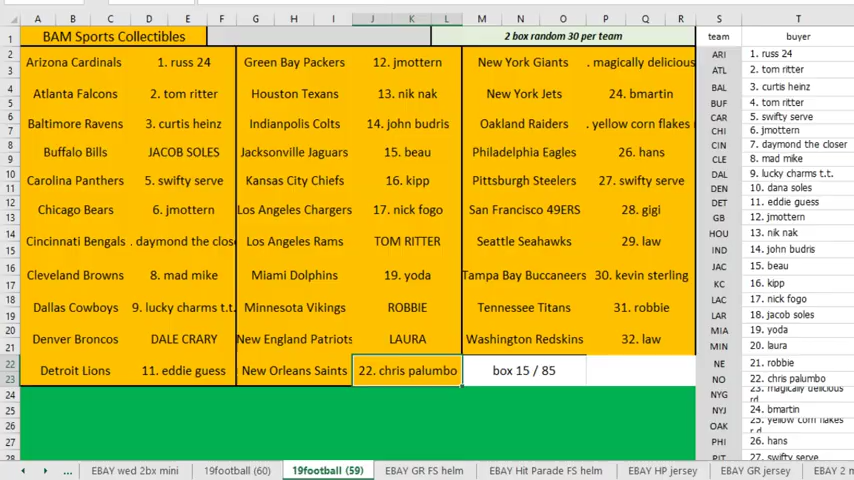 A B C D E F G H I J K L M N O P Q R S T
1 BAM Sports Collectibles 2 box random 30 per team team buyer
2 Arizona Cardinals 1. russ 24 Green Bay Packers 12. jmottern New York Giants . magically delicious ARI 1. russ 24
3 ATL 2. tom ritter
4 Atlanta Falcons 2. tom ritter Houston Texans 13. nik nak New York Jets 24. bmartin BAL 3. curtis heinz
5 BUF 4. tom ritter
6 Baltimore Ravens 3. curtis heinz Indianpolis Colts 14. john budris Oakland Raiders . yellow corn flakes CAR 5. swifty serve
7 CHI 6. jmottern
8 Buffalo Bills JACOB SOLES Jacksonville Jaguars 15. beau Philadelphia Eagles 26. hans CIN 7. daymond the closer
9 CLE 8. mad mike
10 Carolina Panthers 5. swifty serve Kansas City Chiefs 16. kipp Pittsburgh Steelers 27. swifty serve DAL 9. lucky charms t.t.
11 DEN 10. dana soles
12 Chicago Bears 6. jmottern Los Angeles Chargers 17. nick fogo San Francisco 49ERS 28. gigi DET 11. eddie guess
13 GB 12. jmottern
14 Cincinnati Bengals . daymond the close Los Angeles Rams TOM RITTER Seattle Seahawks 29. law HOU 13. nik nak
15 IND 14. john budris
16 Cleveland Browns 8. mad mike Miami Dolphins 19. yoda Tampa Bay Buccaneers 30. kevin sterling JAC 15. beau
17 KC 16. kipp
18 Dallas Cowboys 9. lucky charms t.t. Minnesota Vikings ROBBIE Tennessee Titans 31. robbie LAC 17. nick fogo
19 LAR 18. jacob soles
20 Denver Broncos DALE CRARY New England Patriots LAURA Washington Redskins 32. law MIA 19. yoda
21 MIN 20. laura
22 Detroit Lions 11. eddie guess New Orleans Saints 22. chris palumbo box 15 / 85 NE 21. robbie
23 NO 22. chris palumbo
24 NYG 23. magically delicious rd
25 NYJ 24. bmartin
26 OAK 25. yellow corn flakes r.d
27 PHI 26. hans
28 PIT 27. swifty serve
... EBAY wed 2bx mini 19football (60) 19football (59) EBAY GR FS helm EBAY Hit Parade FS helm EBAY HP jersey EBAY GR jersey EBAY 2 m